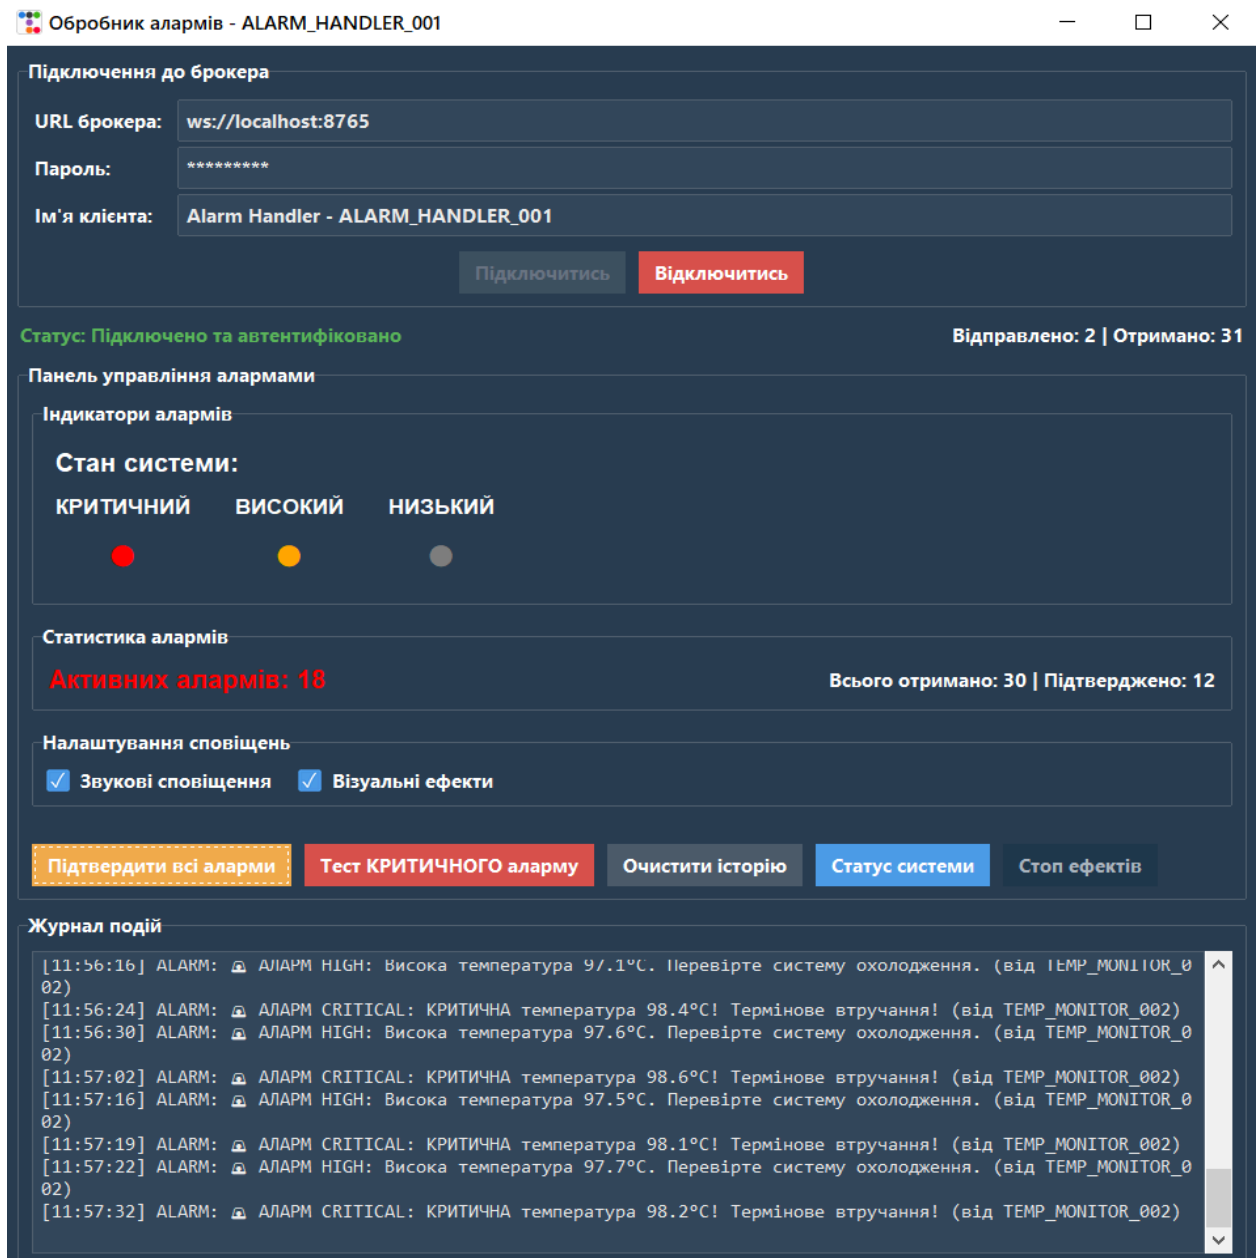 Обробник алармів - ALARM_HANDLER_001
Підключення до брокера
URL брокера: ws://localhost:8765
Пароль: *********
Ім'я клієнта: Alarm Handler - ALARM_HANDLER_001
Підключитись Відключитись
Статус: Підключено та автентифіковано Відправлено: 2 | Отримано: 31
Панель управління алармами
Індикатори алармів
Стан системи:
КРИТИЧНИЙ ВИСОКИЙ НИЗЬКИЙ
Статистика алармів
Активних алармів: 18 Всього отримано: 30 | Підтверджено: 12
Налаштування сповіщень
Звукові сповіщення Візуальні ефекти
Підтвердити всі аларми Тест КРИТИЧНОГО аларму Очистити історію Статус системи Стоп ефектів
Журнал подій
[11:56:16] ALARM: 🚨 АЛАРМ HIGH: Висока температура 97.1°C. Перевірте систему охолодження. (від TEMP_MONITOR_0
02)
[11:56:24] ALARM: 🚨 АЛАРМ CRITICAL: КРИТИЧНА температура 98.4°C! Термінове втручання! (від TEMP_MONITOR_002)
[11:56:30] ALARM: 🚨 АЛАРМ HIGH: Висока температура 97.6°C. Перевірте систему охолодження. (від TEMP_MONITOR_0
02)
[11:57:02] ALARM: 🚨 АЛАРМ CRITICAL: КРИТИЧНА температура 98.6°C! Термінове втручання! (від TEMP_MONITOR_002)
[11:57:16] ALARM: 🚨 АЛАРМ HIGH: Висока температура 97.5°C. Перевірте систему охолодження. (від TEMP_MONITOR_0
02)
[11:57:19] ALARM: 🚨 АЛАРМ CRITICAL: КРИТИЧНА температура 98.1°C! Термінове втручання! (від TEMP_MONITOR_002)
[11:57:22] ALARM: 🚨 АЛАРМ HIGH: Висока температура 97.7°C. Перевірте систему охолодження. (від TEMP_MONITOR_0
02)
[11:57:32] ALARM: 🚨 АЛАРМ CRITICAL: КРИТИЧНА температура 98.2°C! Термінове втручання! (від TEMP_MONITOR_002)